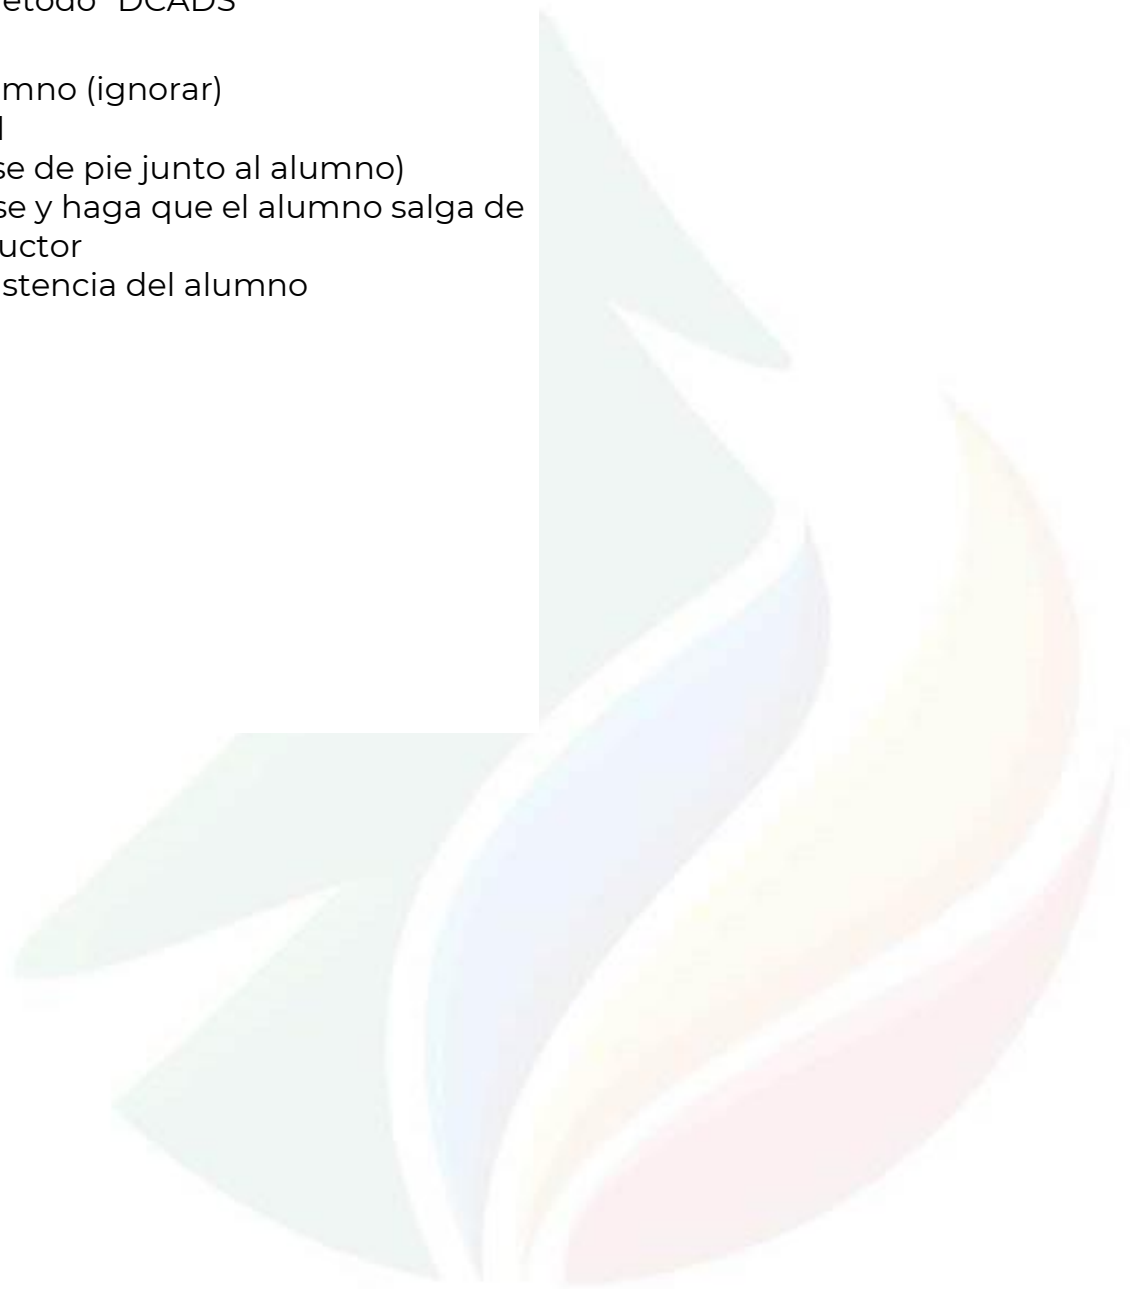 etodo "DCADS
mno (ignorar)
l
se de pie junto al alumno)
se y haga que el alumno salga de
uctor
stencia del alumno